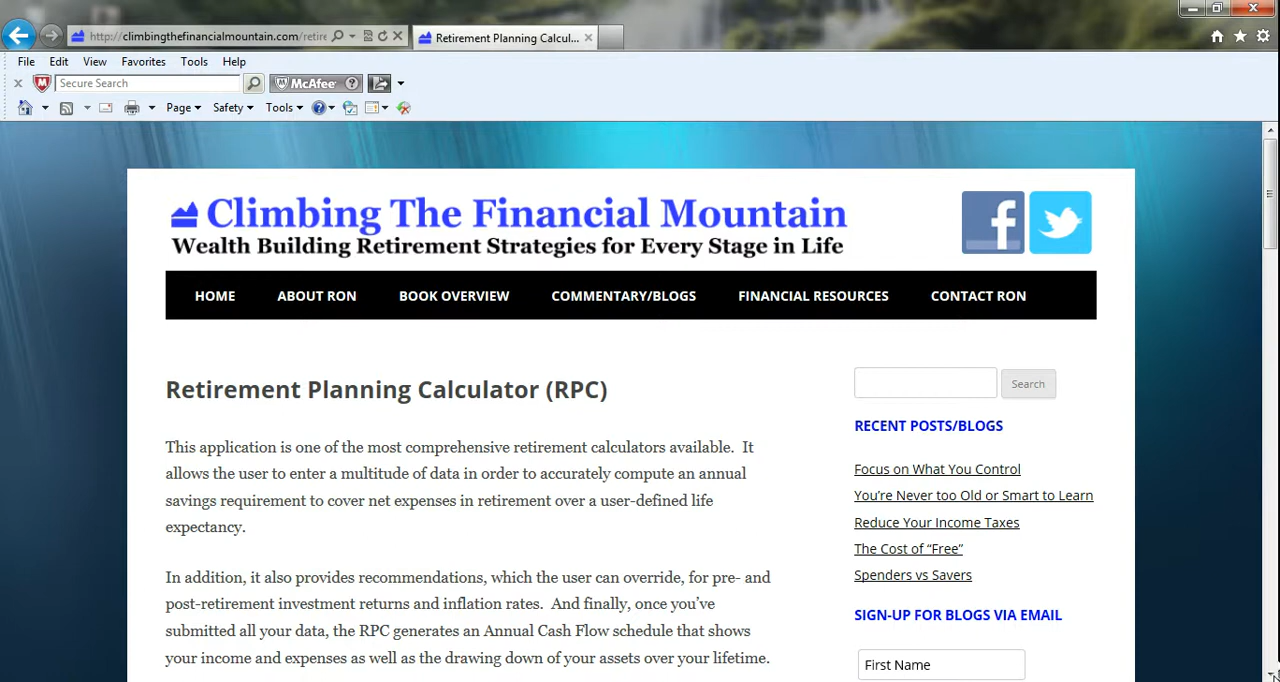 http://climbingthefinancialmountain.com/retire
Retirement Planning Calcul...
File Edit View Favorites Tools Help
Secure Search
McAfee
Page Safety Tools
Climbing The Financial Mountain
Wealth Building Retirement Strategies for Every Stage in Life
HOME ABOUT RON BOOK OVERVIEW COMMENTARY/BLOGS FINANCIAL RESOURCES CONTACT RON
Retirement Planning Calculator (RPC)
This application is one of the most comprehensive retirement calculators available.  It
allows the user to enter a multitude of data in order to accurately compute an annual
savings requirement to cover net expenses in retirement over a user-defined life
expectancy.
In addition, it also provides recommendations, which the user can override, for pre- and
post-retirement investment returns and inflation rates.  And finally, once you've
submitted all your data, the RPC generates an Annual Cash Flow schedule that shows
your income and expenses as well as the drawing down of your assets over your lifetime.
Search
RECENT POSTS/BLOGS
Focus on What You Control
You're Never too Old or Smart to Learn
Reduce Your Income Taxes
The Cost of "Free"
Spenders vs Savers
SIGN-UP FOR BLOGS VIA EMAIL
First Name